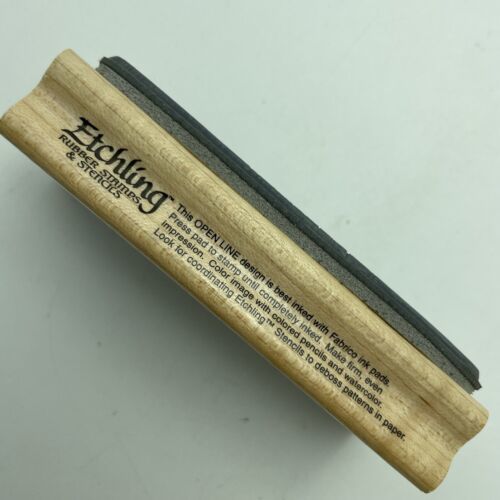 Etchling™
RUBBER STAMPS
& STENCILS
This OPEN LINE design is best inked with Fabrico ink pads.
Press pad to stamp until completely inked. Make firm, even
impression. Color image with colored pencils and watercolor.
Look for coordinating Etchling™ Stencils to deboss patterns in paper.